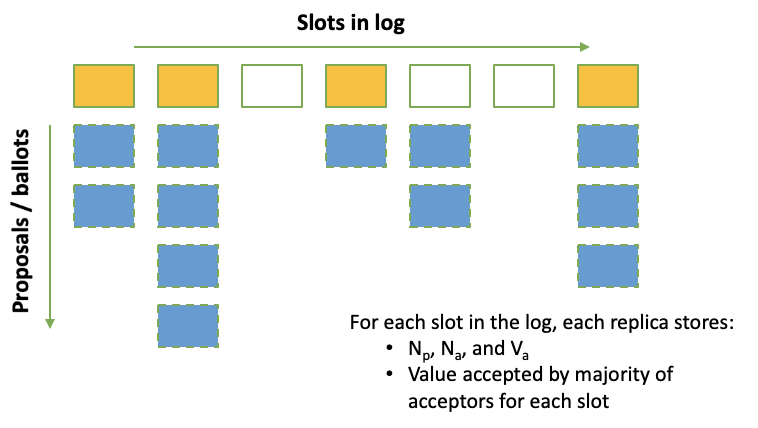 Slots in log
Proposals / ballots
For each slot in the log, each replica stores:
• Np, Na, and Va
• Value accepted by majority of
acceptors for each slot